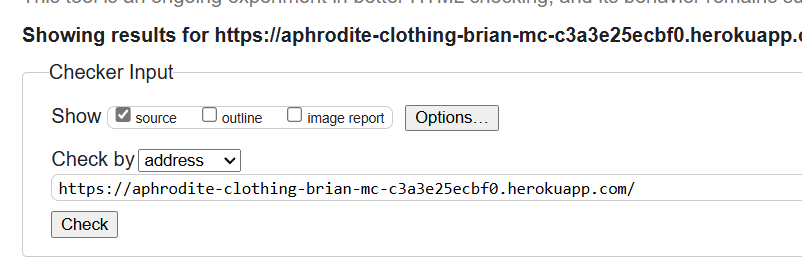 This tool is an ongoing experiment in better HTML checking, and its behavior remains
Showing results for https://aphrodite-clothing-brian-mc-c3a3e25ecbf0.herokuapp.
Checker Input
Show source outline image report Options...
Check by address
https://aphrodite-clothing-brian-mc-c3a3e25ecbf0.herokuapp.com/
Check